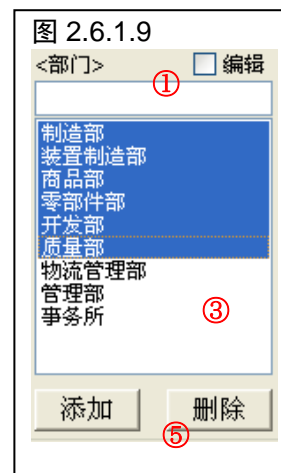 图 2.6.1.9
<部门> 编辑
①
制造部
装置制造部
商品部
零部件部
开发部
质量部
物流管理部
管理部
事务所
③
添加 删除
⑤